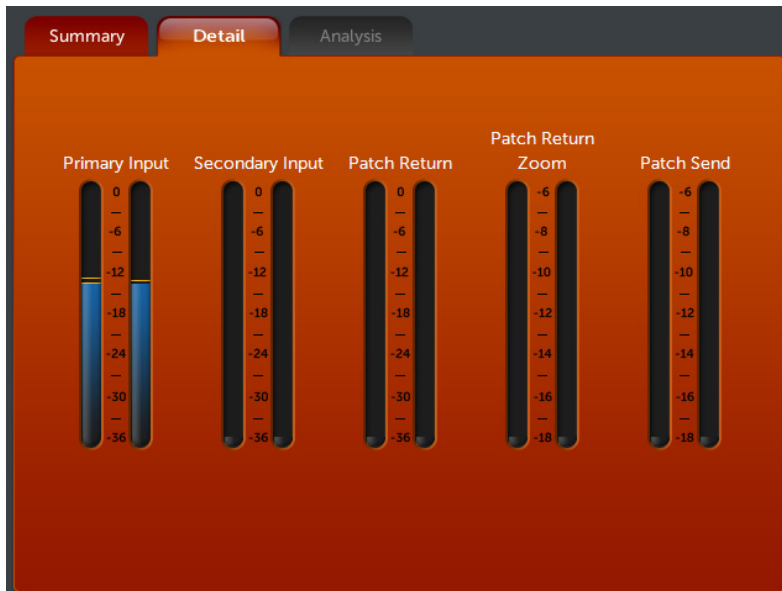 Summary Detail Analysis
Patch Return
Primary Input Secondary Input Patch Return Zoom Patch Send
0 0 0 -6 -6
-6 -6 -6 -8 -8
-12 -12 -12 -10 -10
-18 -18 -18 -12 -12
-24 -24 -24 -14 -14
-30 -30 -30 -16 -16
-36 -36 -36 -18 -18